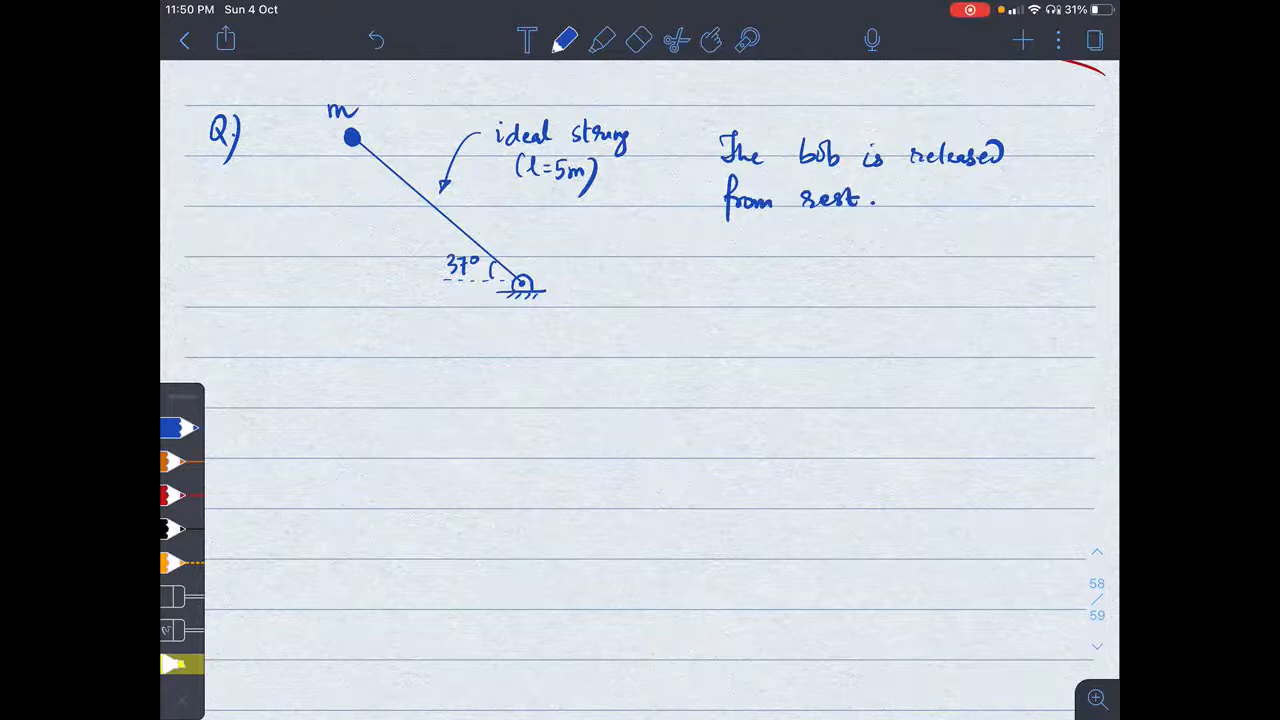 11:50 PM Sun 4 Oct
31%
T
Q.)
m
ideal string
(l=5m)
37°
The bob is released
from rest.
58
/
59